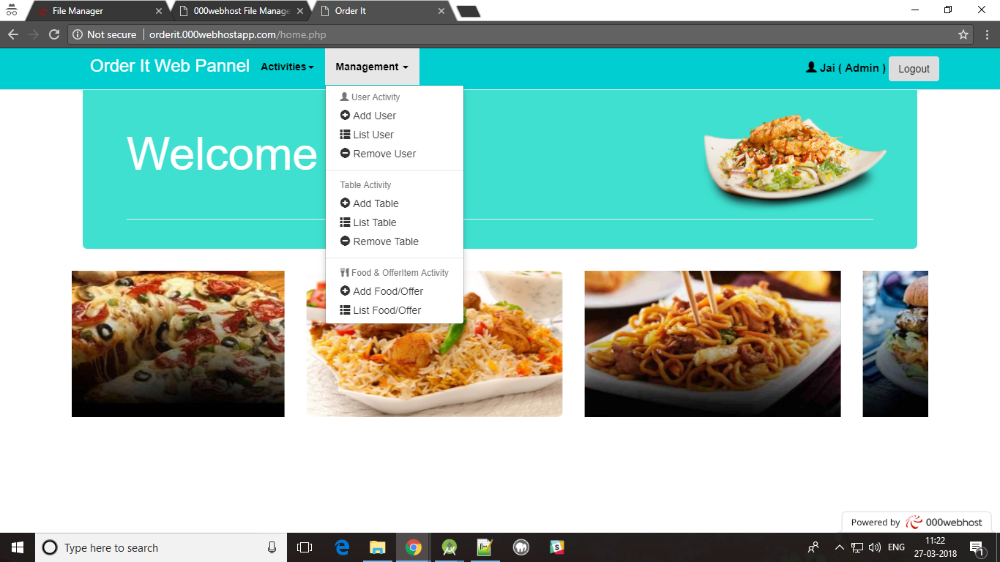 File Manager
000webhost File Manage
Order It
Not secure
orderit.000webhostapp.com/home.php
Order It Web Pannel
Activities
Management
Jai ( Admin )
Logout
User Activity
Add User
List User
Remove User
Table Activity
Add Table
List Table
Remove Table
Food & OfferItem Activity
Add Food/Offer
List Food/Offer
Welcome
Powered by 000webhost
Type here to search
ENG
11:22
27-03-2018
1